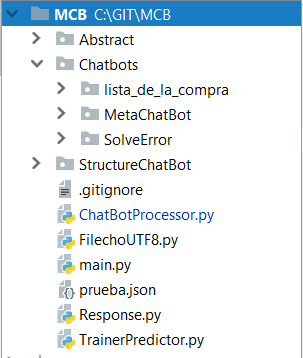 MCB C:\GIT\MCB
Abstract
Chatbots
lista_de_la_compra
MetaChatBot
SolveError
StructureChatBot
.gitignore
ChatBotProcessor.py
FilechoUTF8.py
main.py
prueba.json
Response.py
TrainerPredictor.py